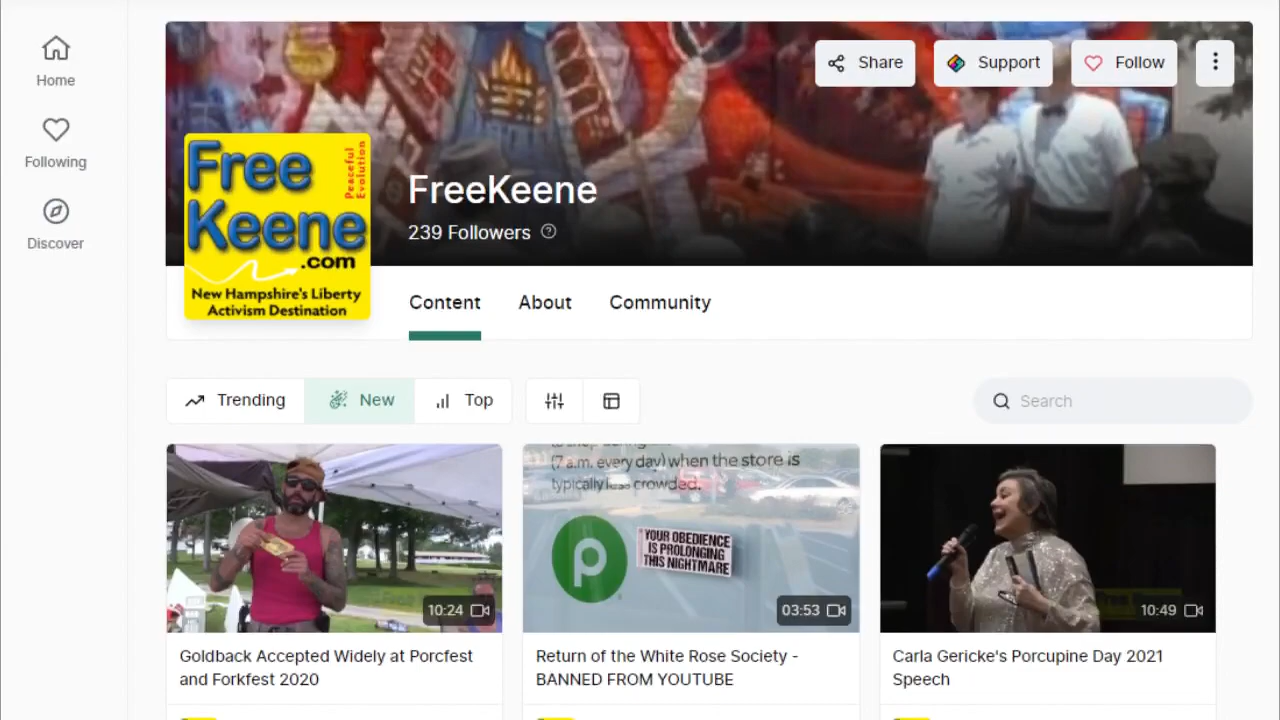 Home
Following
Discover
Share
Support
Follow
Free
Keene
.com
Peaceful
Evolution
New Hampshire's Liberty
Activism Destination
FreeKeene
239 Followers
Content
About
Community
Trending
New
Top
Search
10:24
(7 a.m. every day) when the store is
typically less crowded.
YOUR OBEDIENCE
IS PROLONGING
THIS NIGHTMARE
03:53
10:49
Goldback Accepted Widely at Porcfest
and Forkfest 2020
Return of the White Rose Society -
BANNED FROM YOUTUBE
Carla Gericke's Porcupine Day 2021
Speech